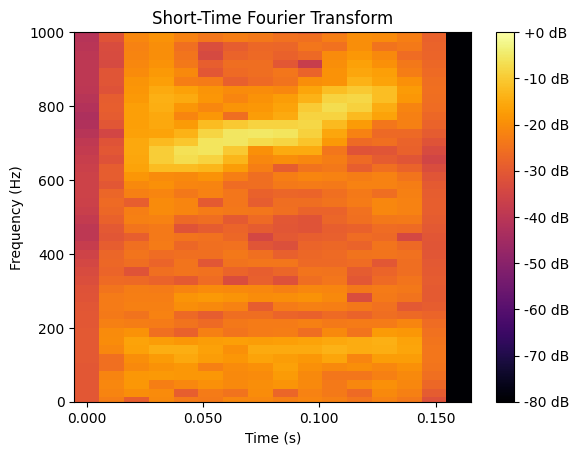 Short-Time Fourier Transform
1000
800
600
400
200
0
Frequency (Hz)
0.000
0.050
0.100
0.150
Time (s)
+0 dB
-10 dB
-20 dB
-30 dB
-40 dB
-50 dB
-60 dB
-70 dB
-80 dB